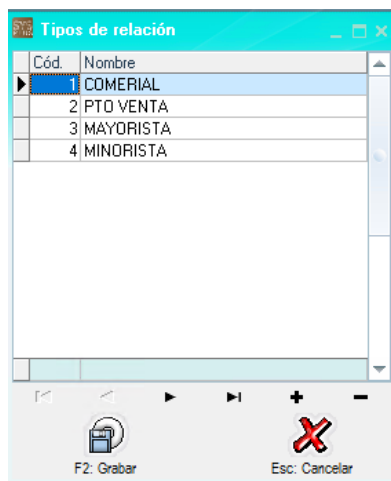 Tipos de relación
Cód. Nombre
1 COMERIAL
2 PTO VENTA
3 MAYORISTA
4 MINORISTA
F2: Grabar Esc: Cancelar